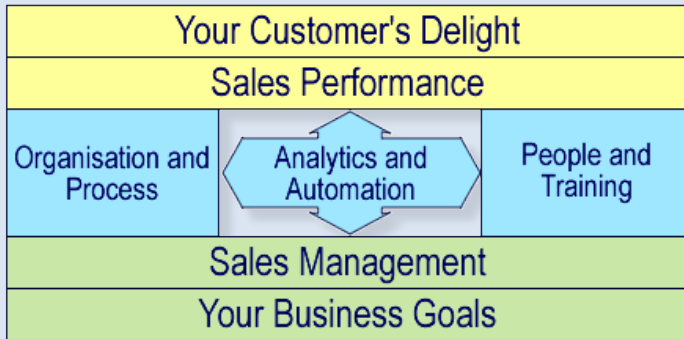 Your Customer's Delight
Sales Performance
Organisation and
Process
Analytics and
Automation
People and
Training
Sales Management
Your Business Goals